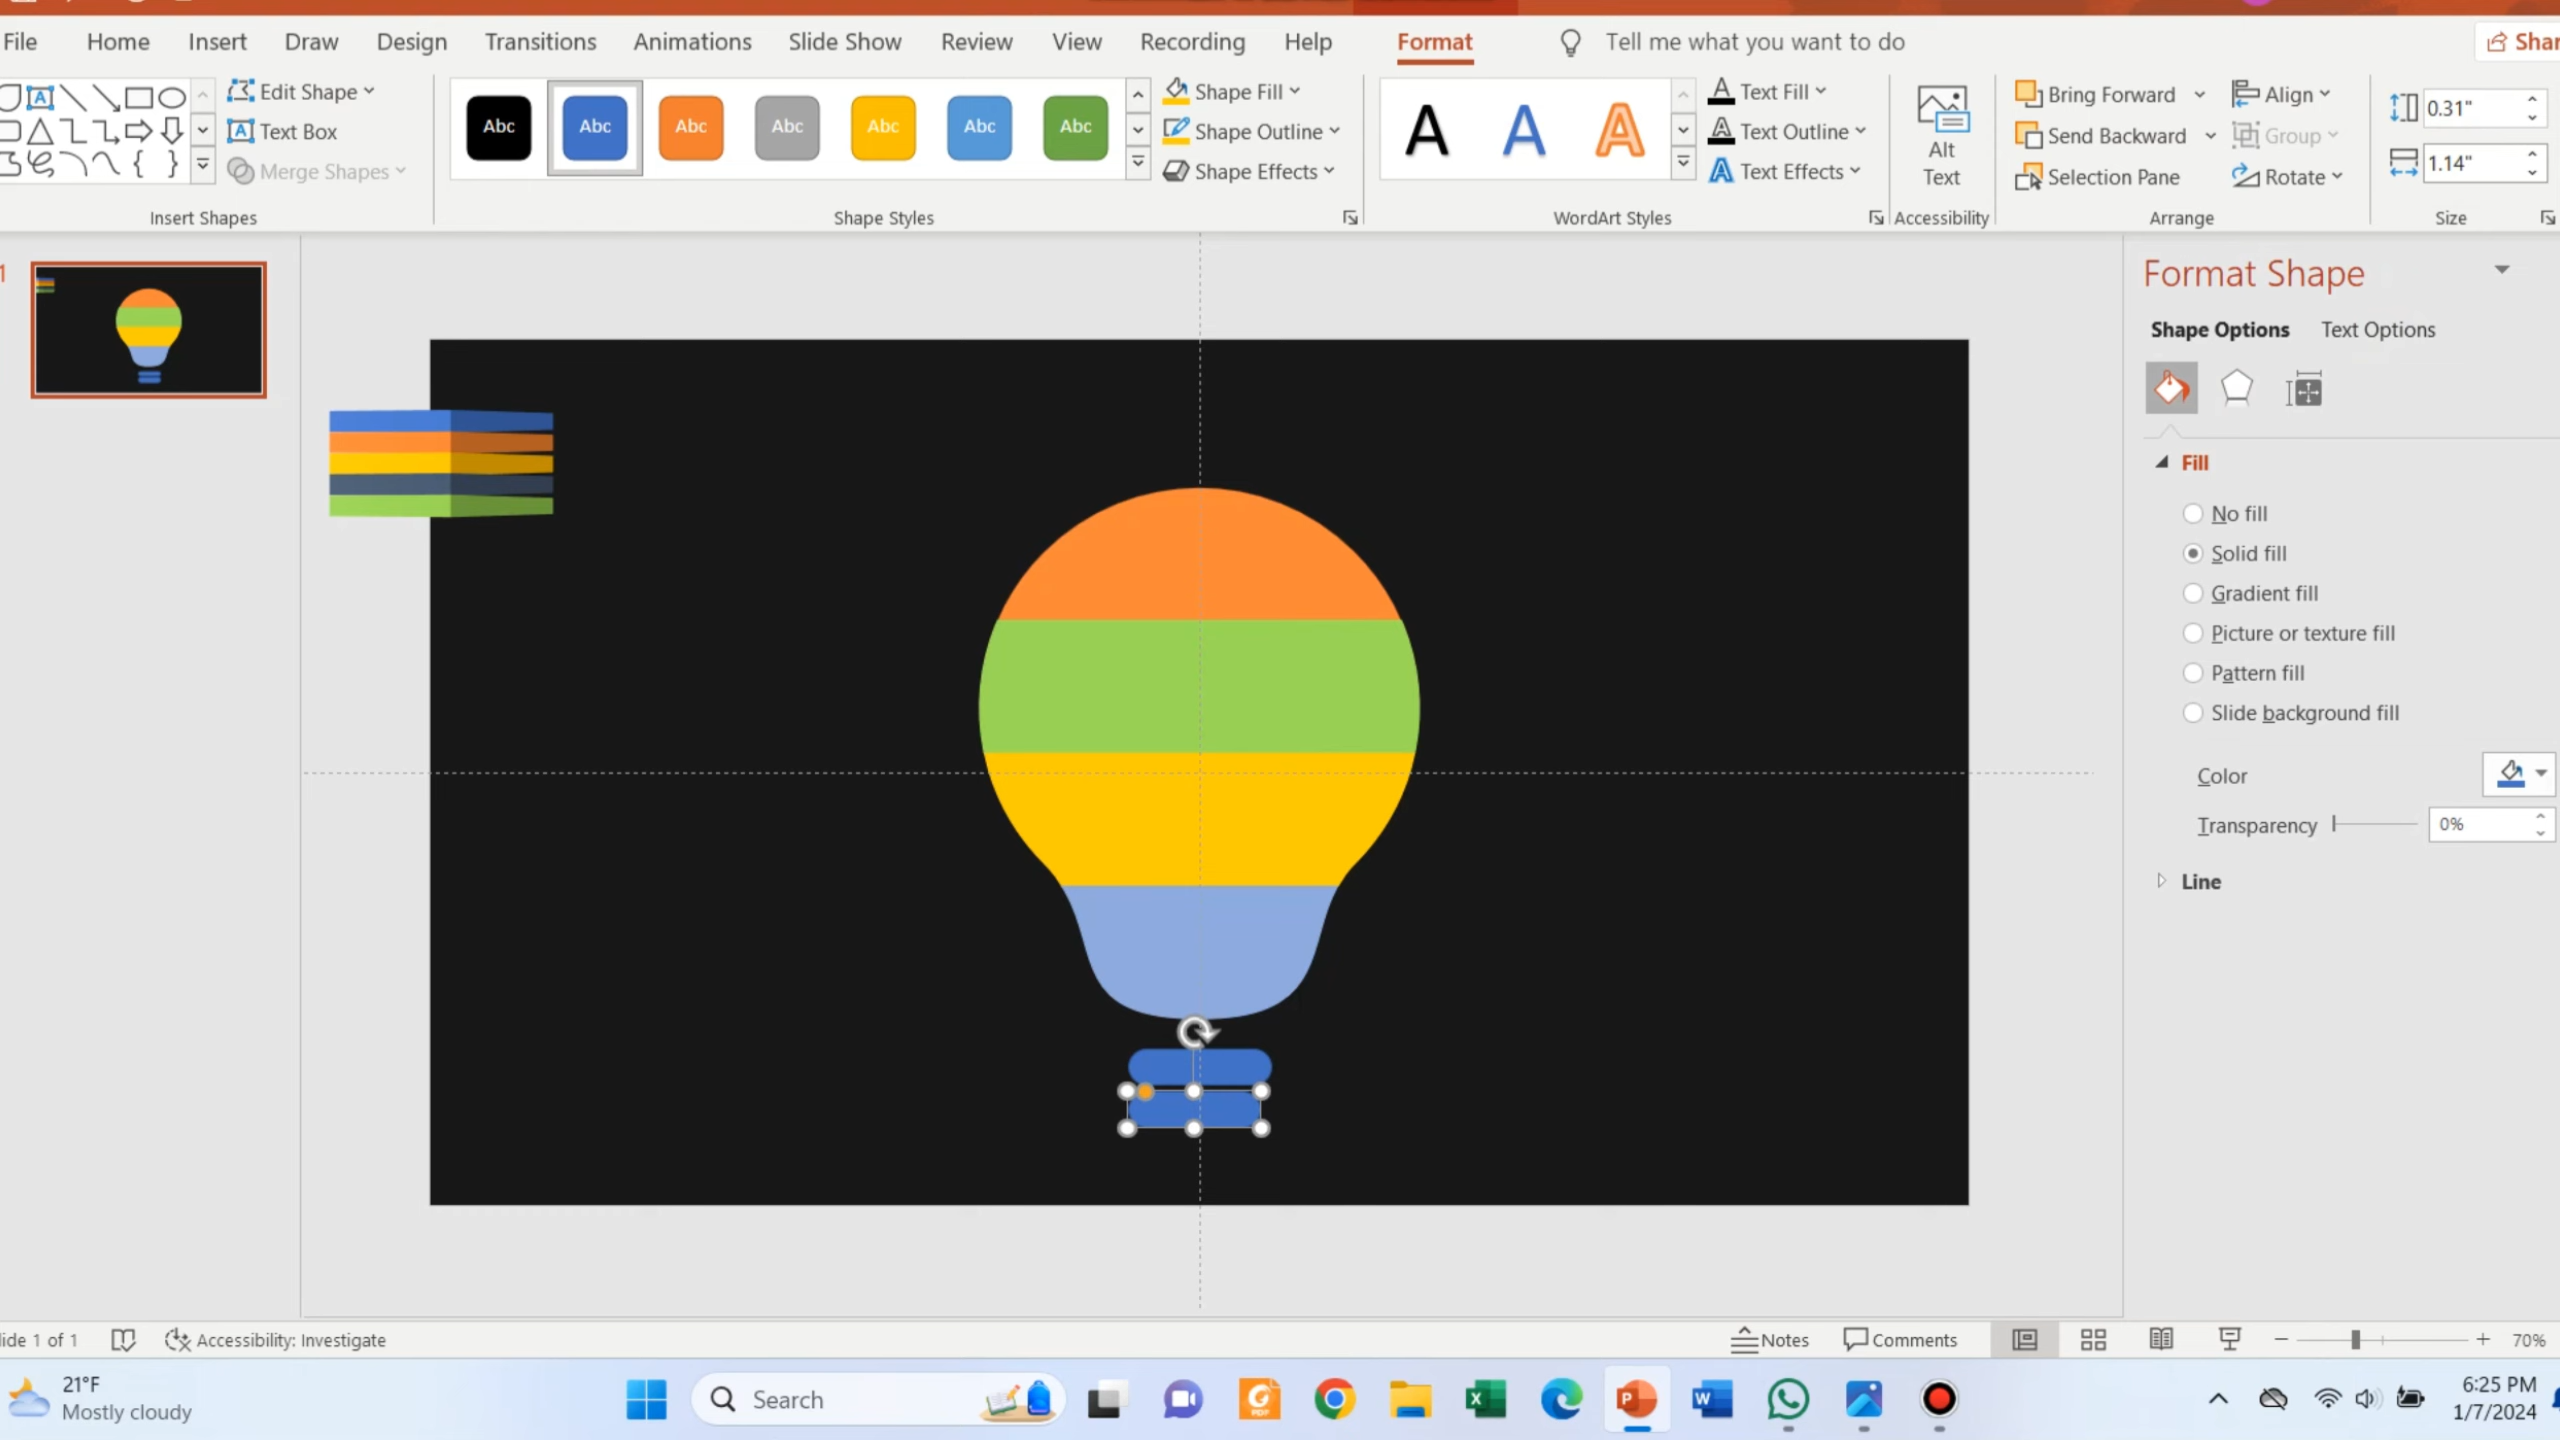 File Home Insert Draw Design Transitions Animations Slide Show Review View Recording Help Format Tell me what you want to do
Edit Shape
Text Box
Merge Shapes
Insert Shapes
Abc Abc Abc Abc Abc Abc Abc
Shape Fill
Shape Outline
Shape Effects
Shape Styles
A A A
Text Fill
Text Outline
Text Effects
WordArt Styles
Alt
Text
Accessibility
Bring Forward
Send Backward
Selection Pane
Align
Group
Rotate
Arrange
0.31"
1.14"
Size
1
Format Shape
Shape Options Text Options
Fill
No fill
Solid fill
Gradient fill
Picture or texture fill
Pattern fill
Slide background fill
Color
Transparency 0%
Line
lide 1 of 1 Accessibility: Investigate Notes Comments 70%
21°F
Mostly cloudy
Search
6:25 PM
1/7/2024